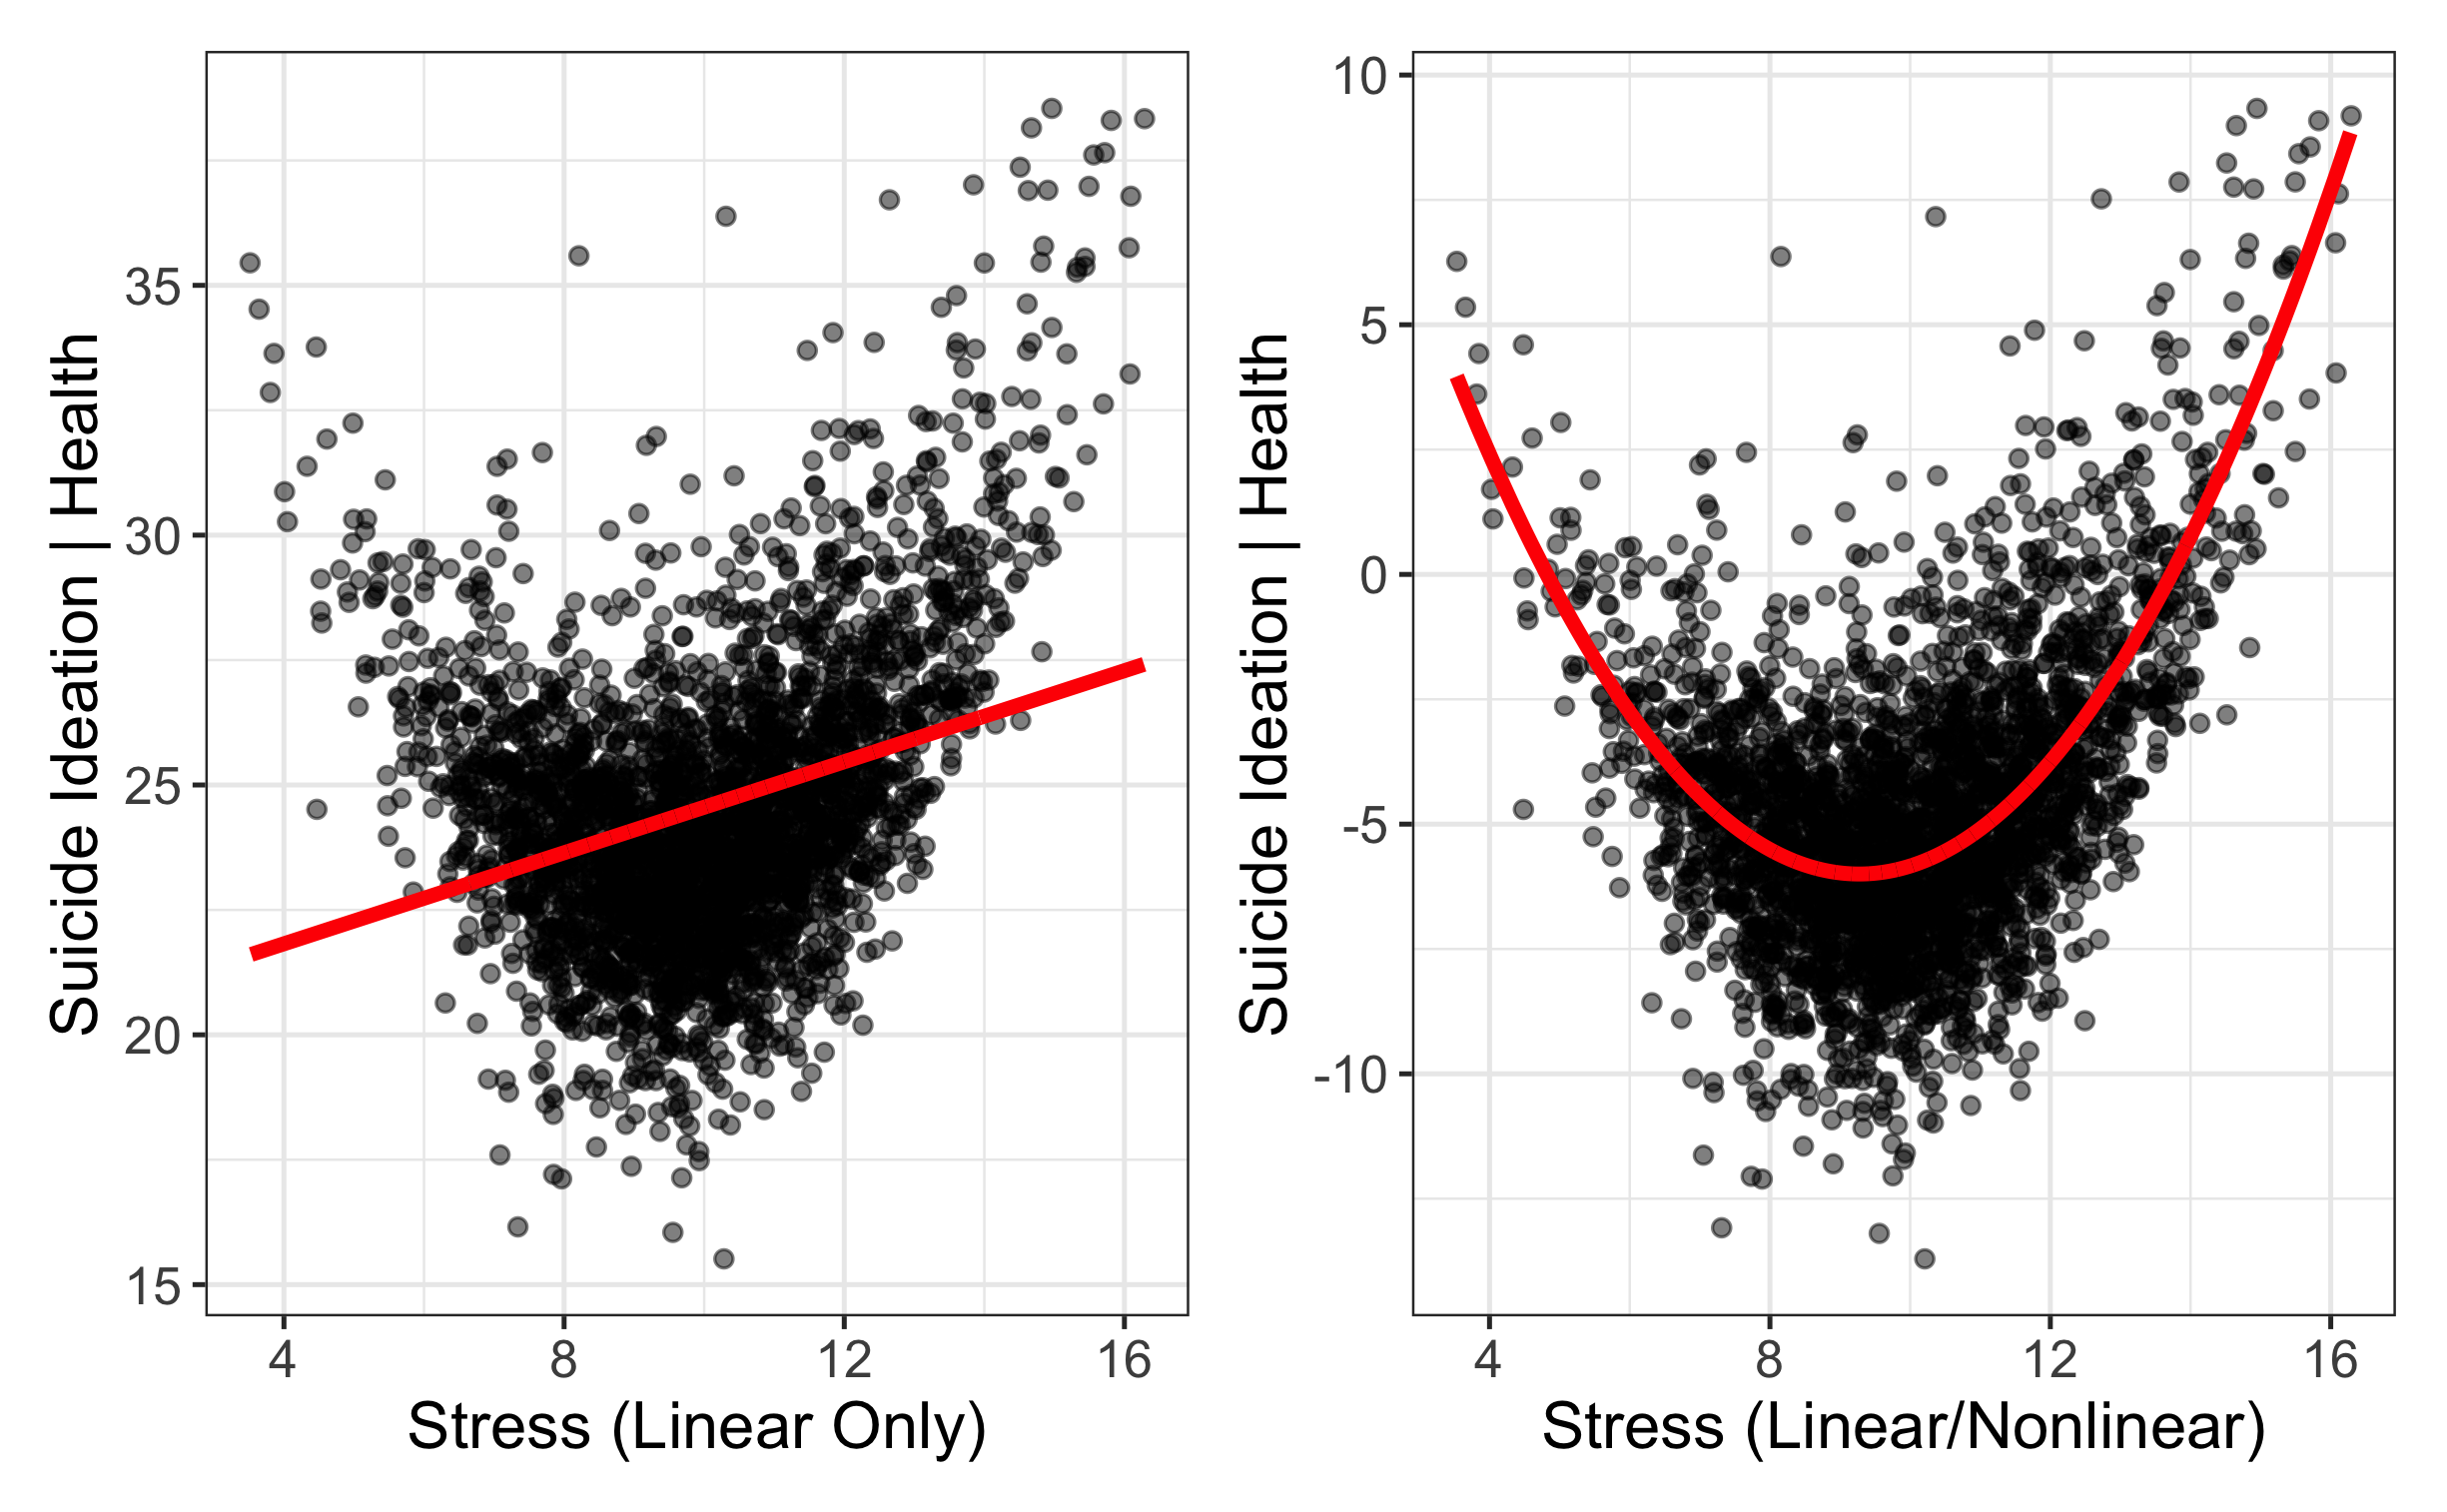 Suicide Ideation | Health
35
30
25
20
15
4 8 12 16
Stress (Linear Only)
Suicide Ideation | Health
10
5
0
-5
-10
4 8 12 16
Stress (Linear/Nonlinear)